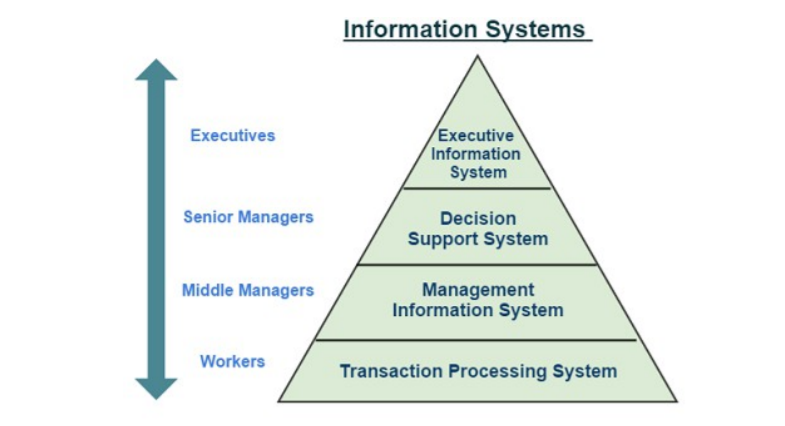 Information Systems
Executives
Executive
Information
System
Senior Managers
Decision
Support System
Middle Managers
Management
Information System
Workers
Transaction Processing System